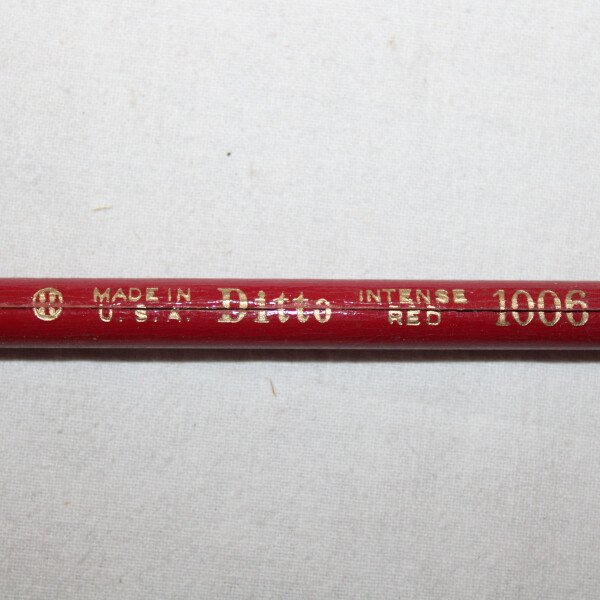 MADE IN
U.S.A.
Ditto
INTENSE
RED
1006